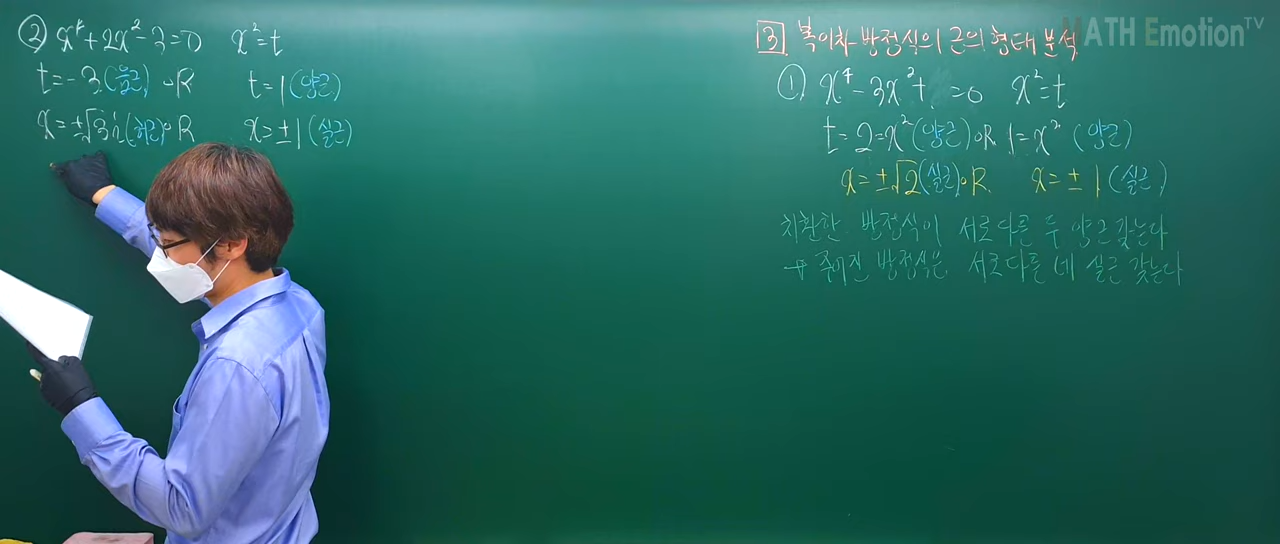 ② x⁴+2x²-3=0 x²=t
t=-3(음근) oR t=1(양근)
x=±√3i(허근) oR x=±1(실근)
MATH Emotion TV
3 복이차 방정식의 근의 형태 분석
① x⁴-3x²+ =0 x²=t
t=2=x²(양근) oR 1=x² (양근)
x=±√2(실근) oR x=±1(실근)
치환한 방정식이 서로다른 두 양근 갖는다
→ 주어진 방정식은 서로다른 네 실근 갖는다